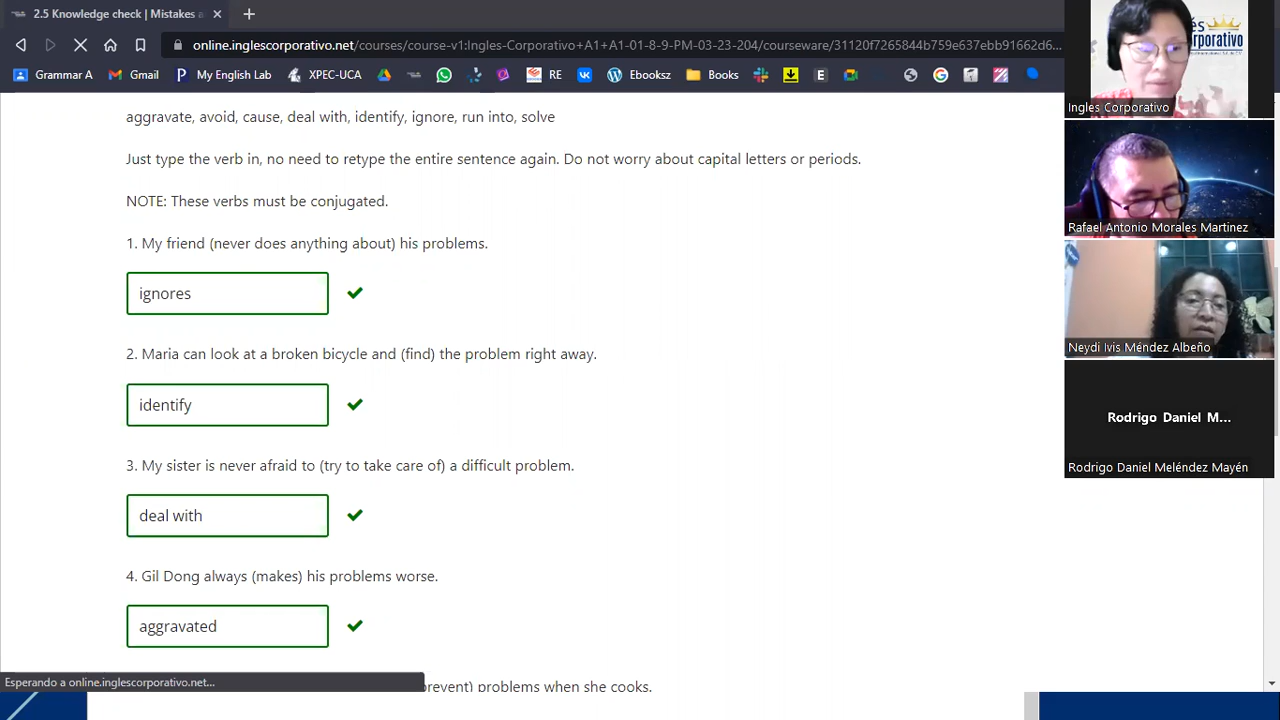 2.5 Knowledge check | Mistakes a
online.inglescorporativo.net/courses/course-v1:Ingles-Corporativo+A1+A1-01-8-9-PM-03-23-204/courseware/31120f7265844b759e637ebb91662d6...
Grammar A Gmail My English Lab XPEC-UCA RE Ebooksz Books
aggravate, avoid, cause, deal with, identify, ignore, run into, solve
Just type the verb in, no need to retype the entire sentence again. Do not worry about capital letters or periods.
NOTE: These verbs must be conjugated.
1. My friend (never does anything about) his problems.
ignores
2. Maria can look at a broken bicycle and (find) the problem right away.
identify
3. My sister is never afraid to (try to take care of) a difficult problem.
deal with
4. Gil Dong always (makes) his problems worse.
aggravated
prevent) problems when she cooks.
Esperando a online.inglescorporativo.net...
és
rporativo
Ingles Corporativo
Rafael Antonio Morales Martinez
Neydi Ivis Méndez Albeño
Rodrigo Daniel M...
Rodrigo Daniel Meléndez Mayén